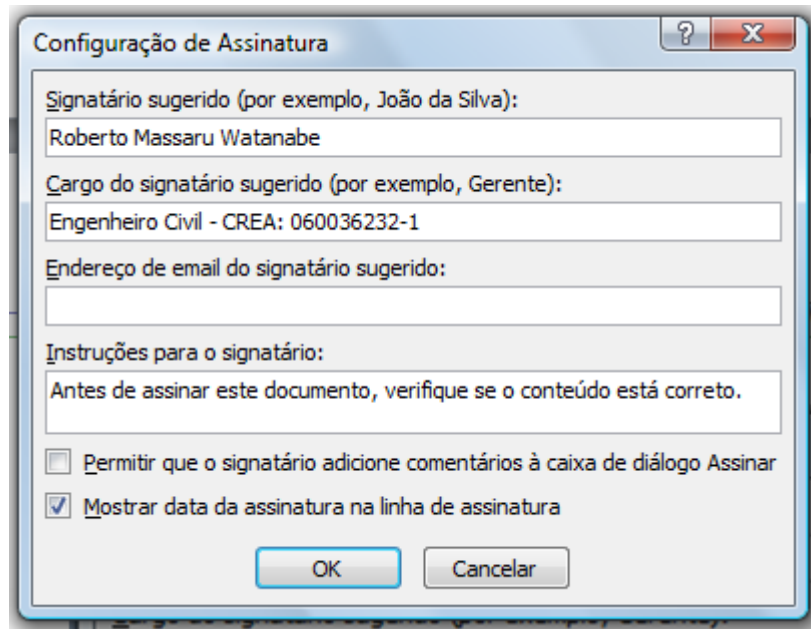 Configuração de Assinatura
Signatário sugerido (por exemplo, João da Silva):
Roberto Massaru Watanabe
Cargo do signatário sugerido (por exemplo, Gerente):
Engenheiro Civil - CREA: 060036232-1
Endereço de email do signatário sugerido:
Instruções para o signatário:
Antes de assinar este documento, verifique se o conteúdo está correto.
Permitir que o signatário adicione comentários à caixa de diálogo Assinar
Mostrar data da assinatura na linha de assinatura
OK Cancelar